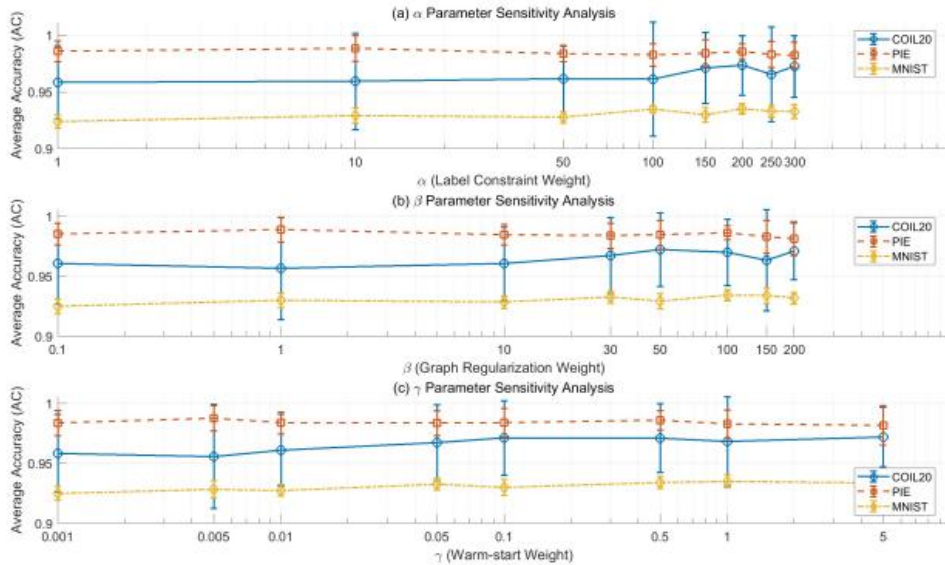 (a) α Parameter Sensitivity Analysis
Average Accuracy (AC)
1
0.95
0.9
COIL20
PIE
MNIST
1 10 50 100 150 200 250 300
α (Label Constraint Weight)
(b) β Parameter Sensitivity Analysis
Average Accuracy (AC)
1
0.95
0.9
COIL20
PIE
MNIST
0.1 1 10 30 50 100 150 200
β (Graph Regularization Weight)
(c) γ Parameter Sensitivity Analysis
Average Accuracy (AC)
1
0.95
0.9
COIL20
PIE
MNIST
0.001 0.005 0.01 0.05 0.1 0.5 1 5
γ (Warm-start Weight)